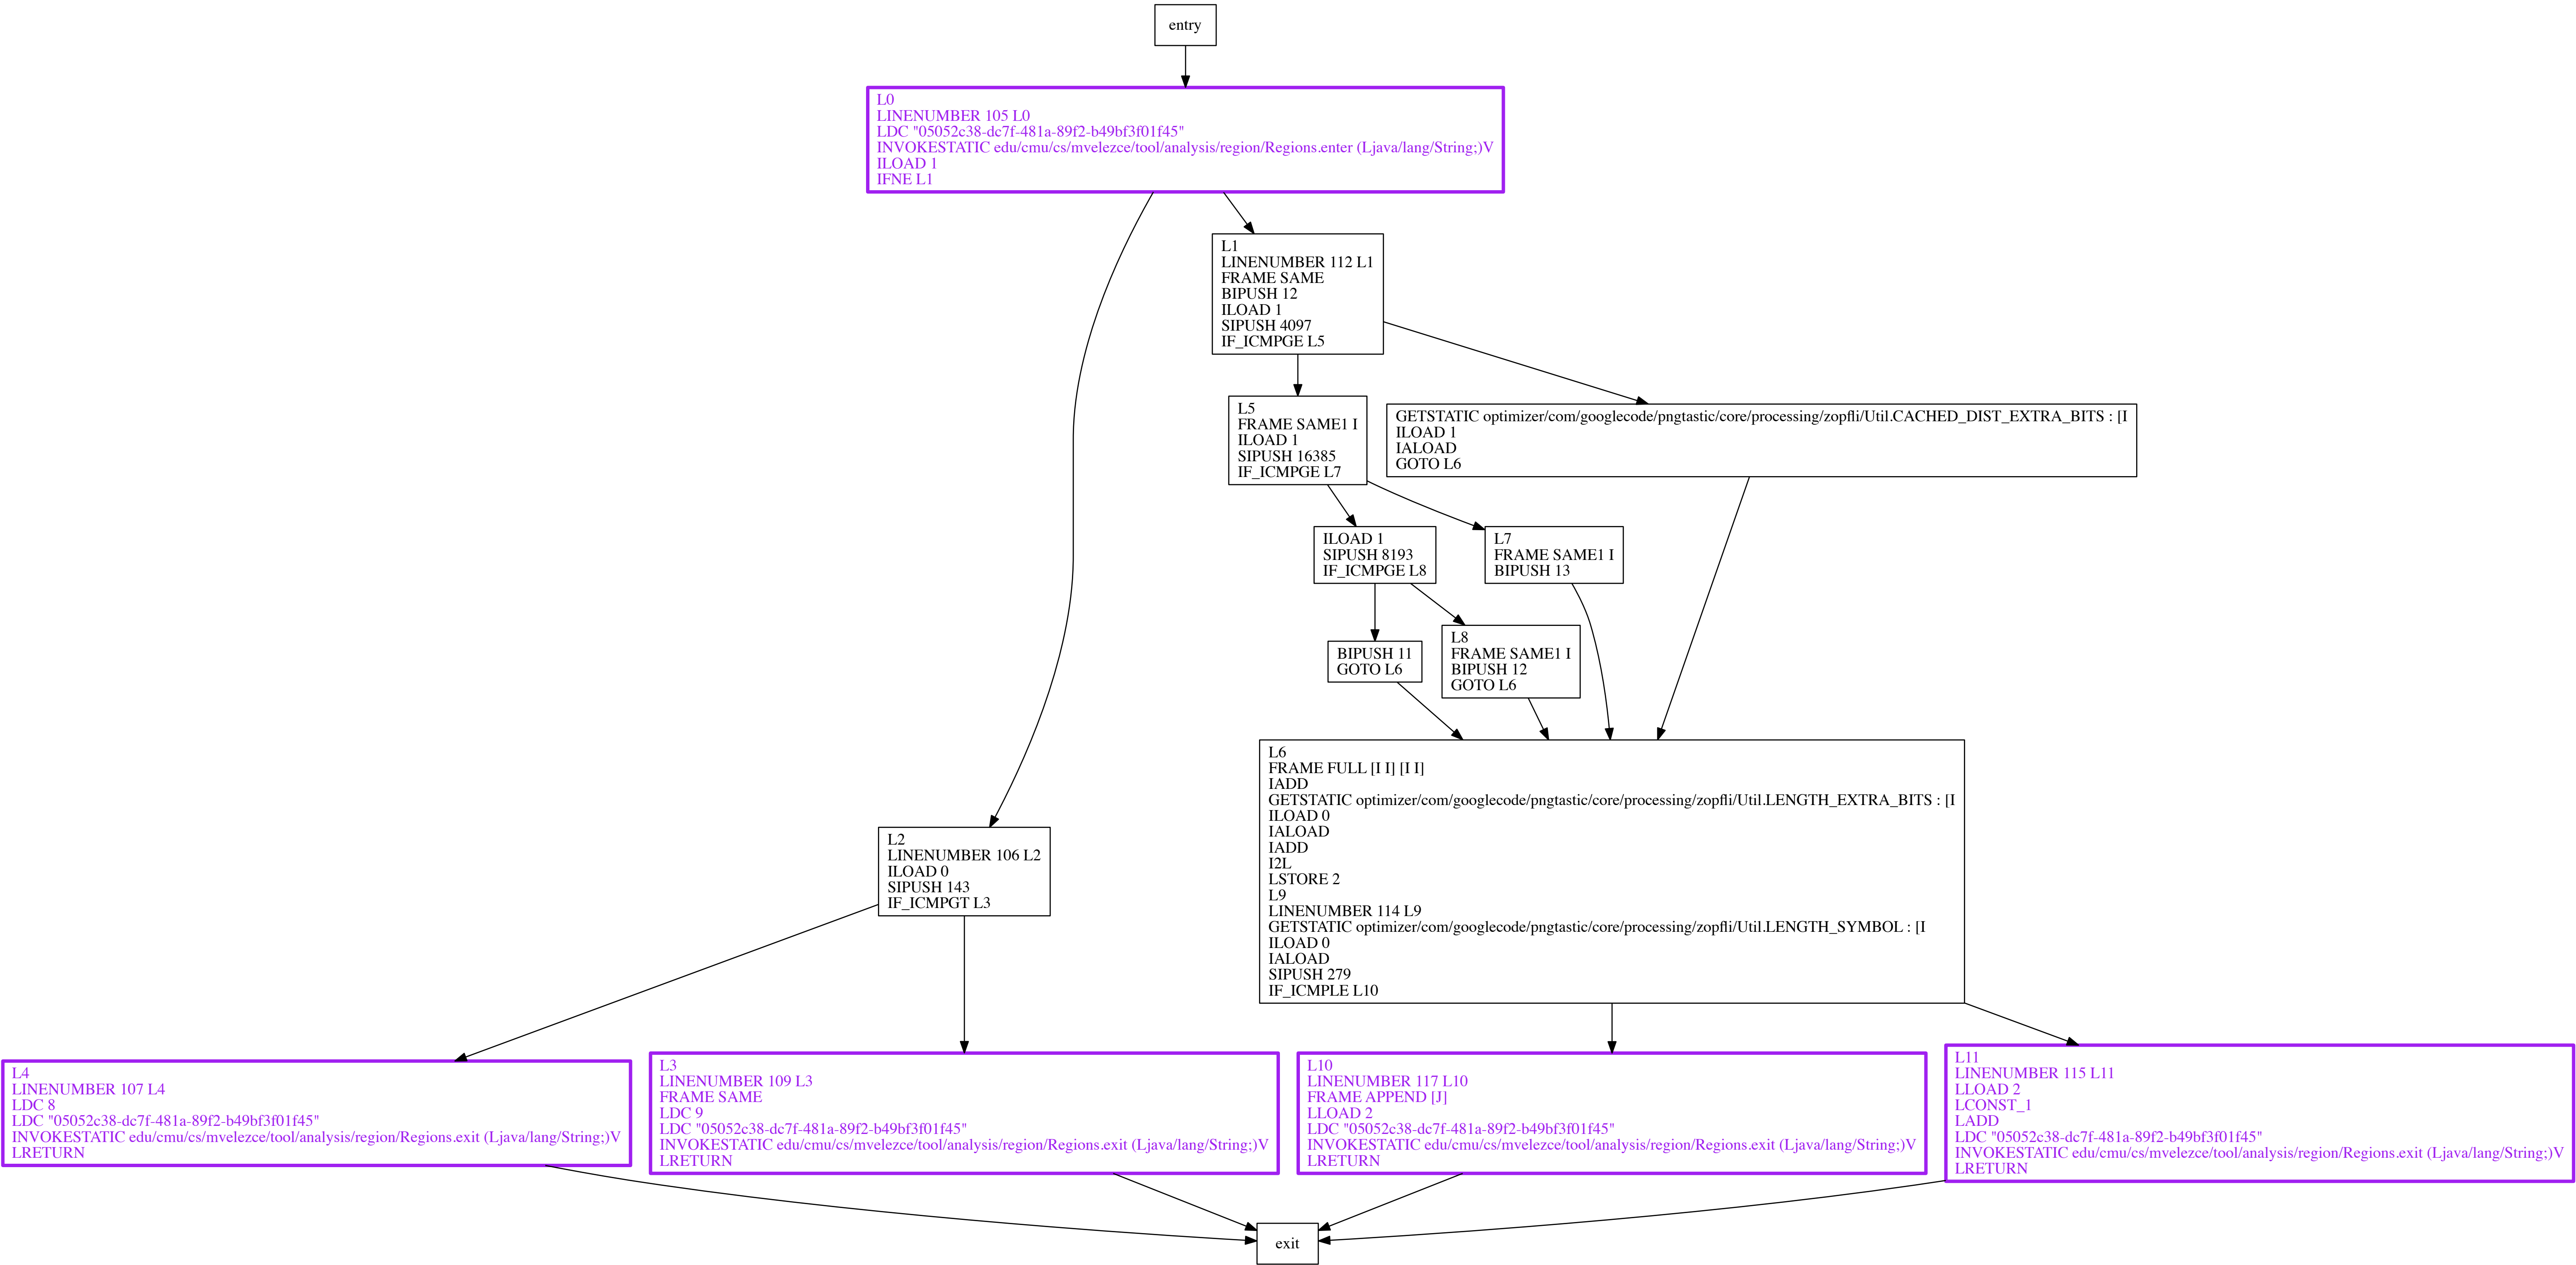 entry
L0
LINENUMBER 105 L0
LDC "05052c38-dc7f-481a-89f2-b49bf3f01f45"
INVOKESTATIC edu/cmu/cs/mvelezce/tool/analysis/region/Regions.enter (Ljava/lang/String;)V
ILOAD 1
IFNE L1
L1
LINENUMBER 112 L1
FRAME SAME
BIPUSH 12
ILOAD 1
SIPUSH 4097
IF_ICMPGE L5
L5
FRAME SAME1 I
ILOAD 1
SIPUSH 16385
IF_ICMPGE L7
GETSTATIC optimizer/com/googlecode/pngtastic/core/processing/zopfli/Util.CACHED_DIST_EXTRA_BITS : [I
ILOAD 1
IALOAD
GOTO L6
ILOAD 1
SIPUSH 8193
IF_ICMPGE L8
L7
FRAME SAME1 I
BIPUSH 13
BIPUSH 11
GOTO L6
L8
FRAME SAME1 I
BIPUSH 12
GOTO L6
L6
FRAME FULL [I I] [I I]
IADD
GETSTATIC optimizer/com/googlecode/pngtastic/core/processing/zopfli/Util.LENGTH_EXTRA_BITS : [I
ILOAD 0
IALOAD
IADD
I2L
LSTORE 2
L9
LINENUMBER 114 L9
GETSTATIC optimizer/com/googlecode/pngtastic/core/processing/zopfli/Util.LENGTH_SYMBOL : [I
ILOAD 0
IALOAD
SIPUSH 279
IF_ICMPLE L10
L2
LINENUMBER 106 L2
ILOAD 0
SIPUSH 143
IF_ICMPGT L3
L4
LINENUMBER 107 L4
LDC 8
LDC "05052c38-dc7f-481a-89f2-b49bf3f01f45"
INVOKESTATIC edu/cmu/cs/mvelezce/tool/analysis/region/Regions.exit (Ljava/lang/String;)V
LRETURN
L3
LINENUMBER 109 L3
FRAME SAME
LDC 9
LDC "05052c38-dc7f-481a-89f2-b49bf3f01f45"
INVOKESTATIC edu/cmu/cs/mvelezce/tool/analysis/region/Regions.exit (Ljava/lang/String;)V
LRETURN
L10
LINENUMBER 117 L10
FRAME APPEND [J]
LLOAD 2
LDC "05052c38-dc7f-481a-89f2-b49bf3f01f45"
INVOKESTATIC edu/cmu/cs/mvelezce/tool/analysis/region/Regions.exit (Ljava/lang/String;)V
LRETURN
L11
LINENUMBER 115 L11
LLOAD 2
LCONST_1
LADD
LDC "05052c38-dc7f-481a-89f2-b49bf3f01f45"
INVOKESTATIC edu/cmu/cs/mvelezce/tool/analysis/region/Regions.exit (Ljava/lang/String;)V
LRETURN
exit